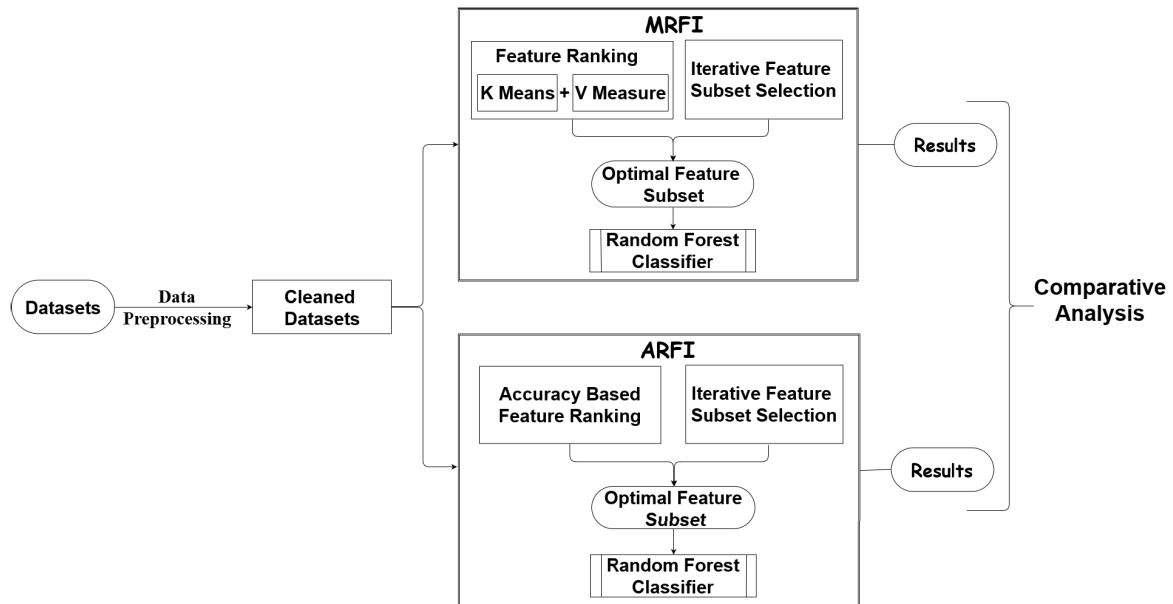 MRFI
Feature Ranking
K Means + V Measure
Iterative Feature
Subset Selection
Optimal Feature
Subset
Random Forest
Classifier
Results
Datasets
Data
Preprocessing
Cleaned
Datasets
Comparative
Analysis
ARFI
Accuracy Based
Feature Ranking
Iterative Feature
Subset Selection
Optimal Feature
Subset
Random Forest
Classifier
Results